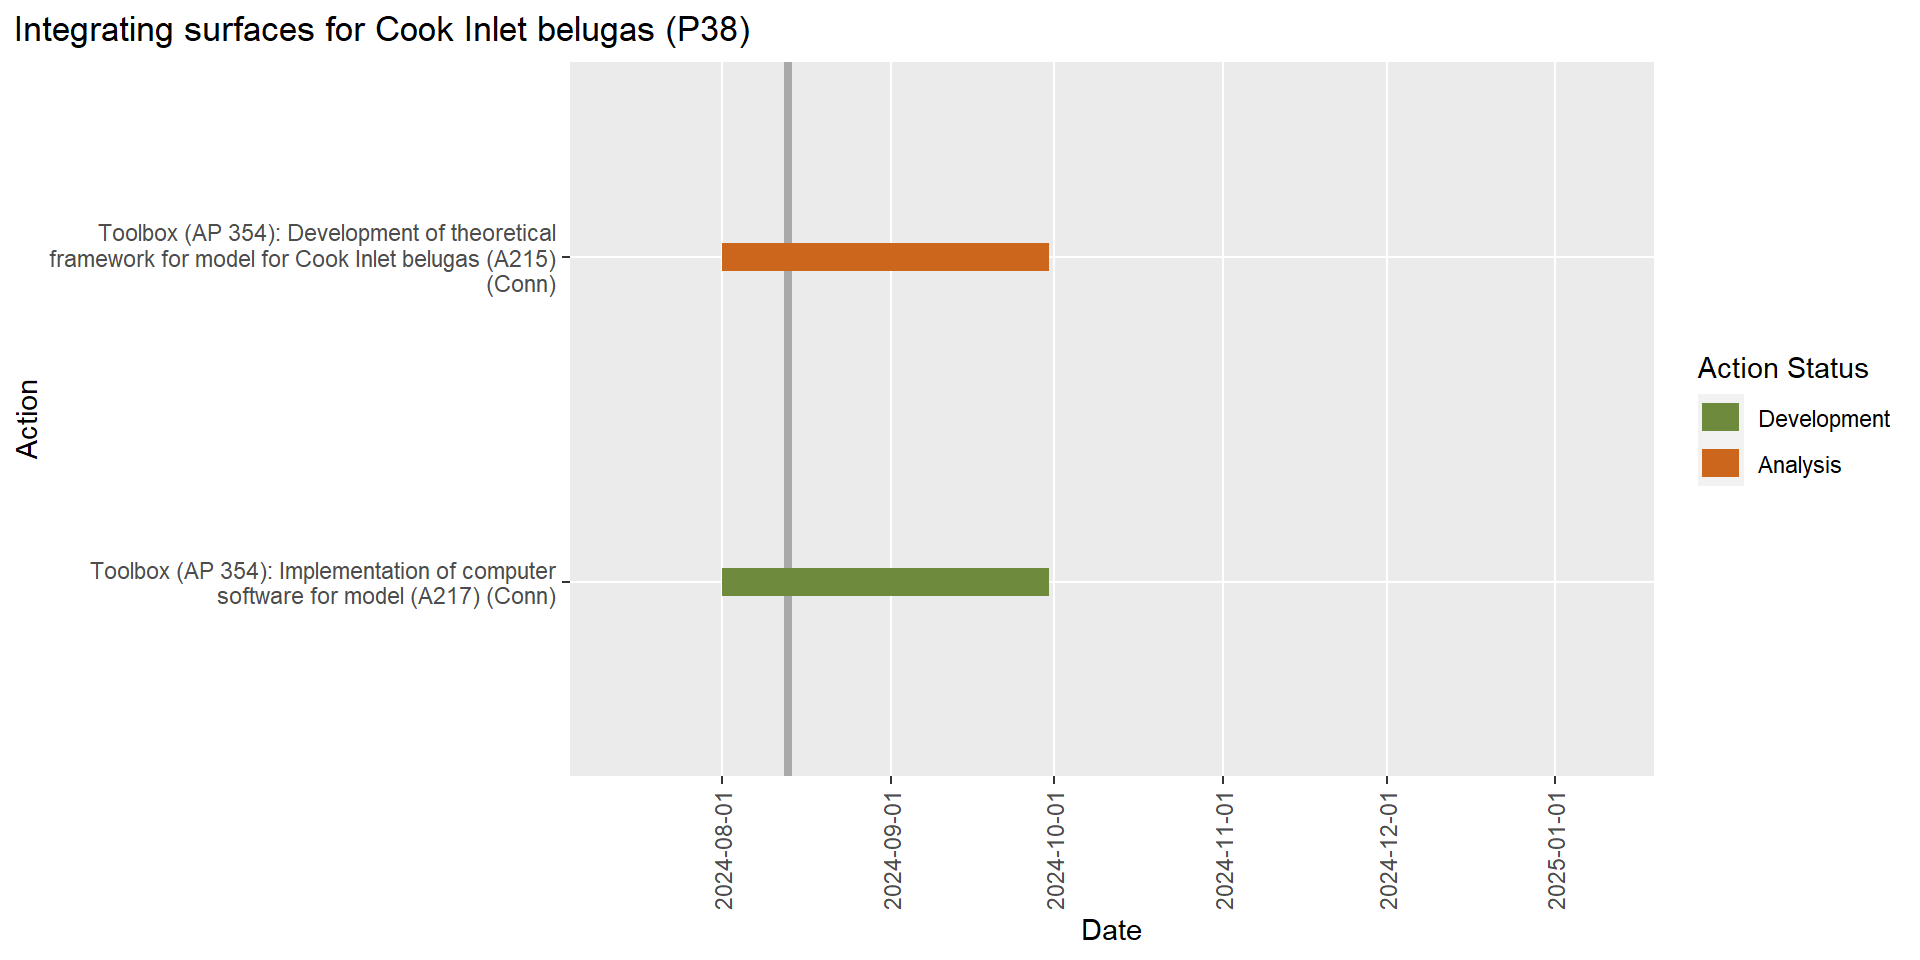 Integrating surfaces for Cook Inlet belugas (P38)
Toolbox (AP 354): Development of theoretical
framework for model for Cook Inlet belugas (A215)
(Conn)
Toolbox (AP 354): Implementation of computer
software for model (A217) (Conn)
Action
2024-08-01
2024-09-01
2024-10-01
2024-11-01
2024-12-01
2025-01-01
Date
Action Status
Development
Analysis